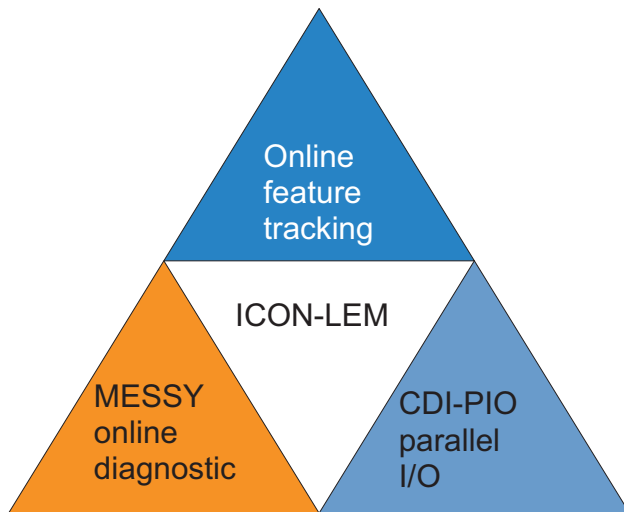 Online
feature
tracking
ICON-LEM
MESSY
online
diagnostic
CDI-PIO
parallel
I/O